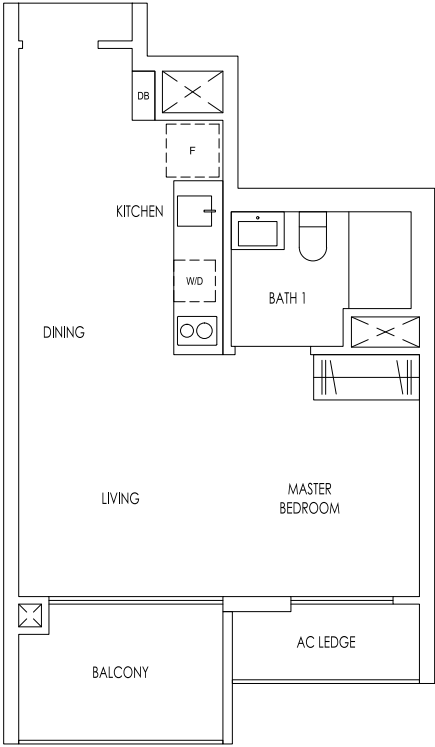 DB
F
KITCHEN
W/D
BATH 1
DINING
LIVING
MASTER
BEDROOM
AC LEDGE
BALCONY